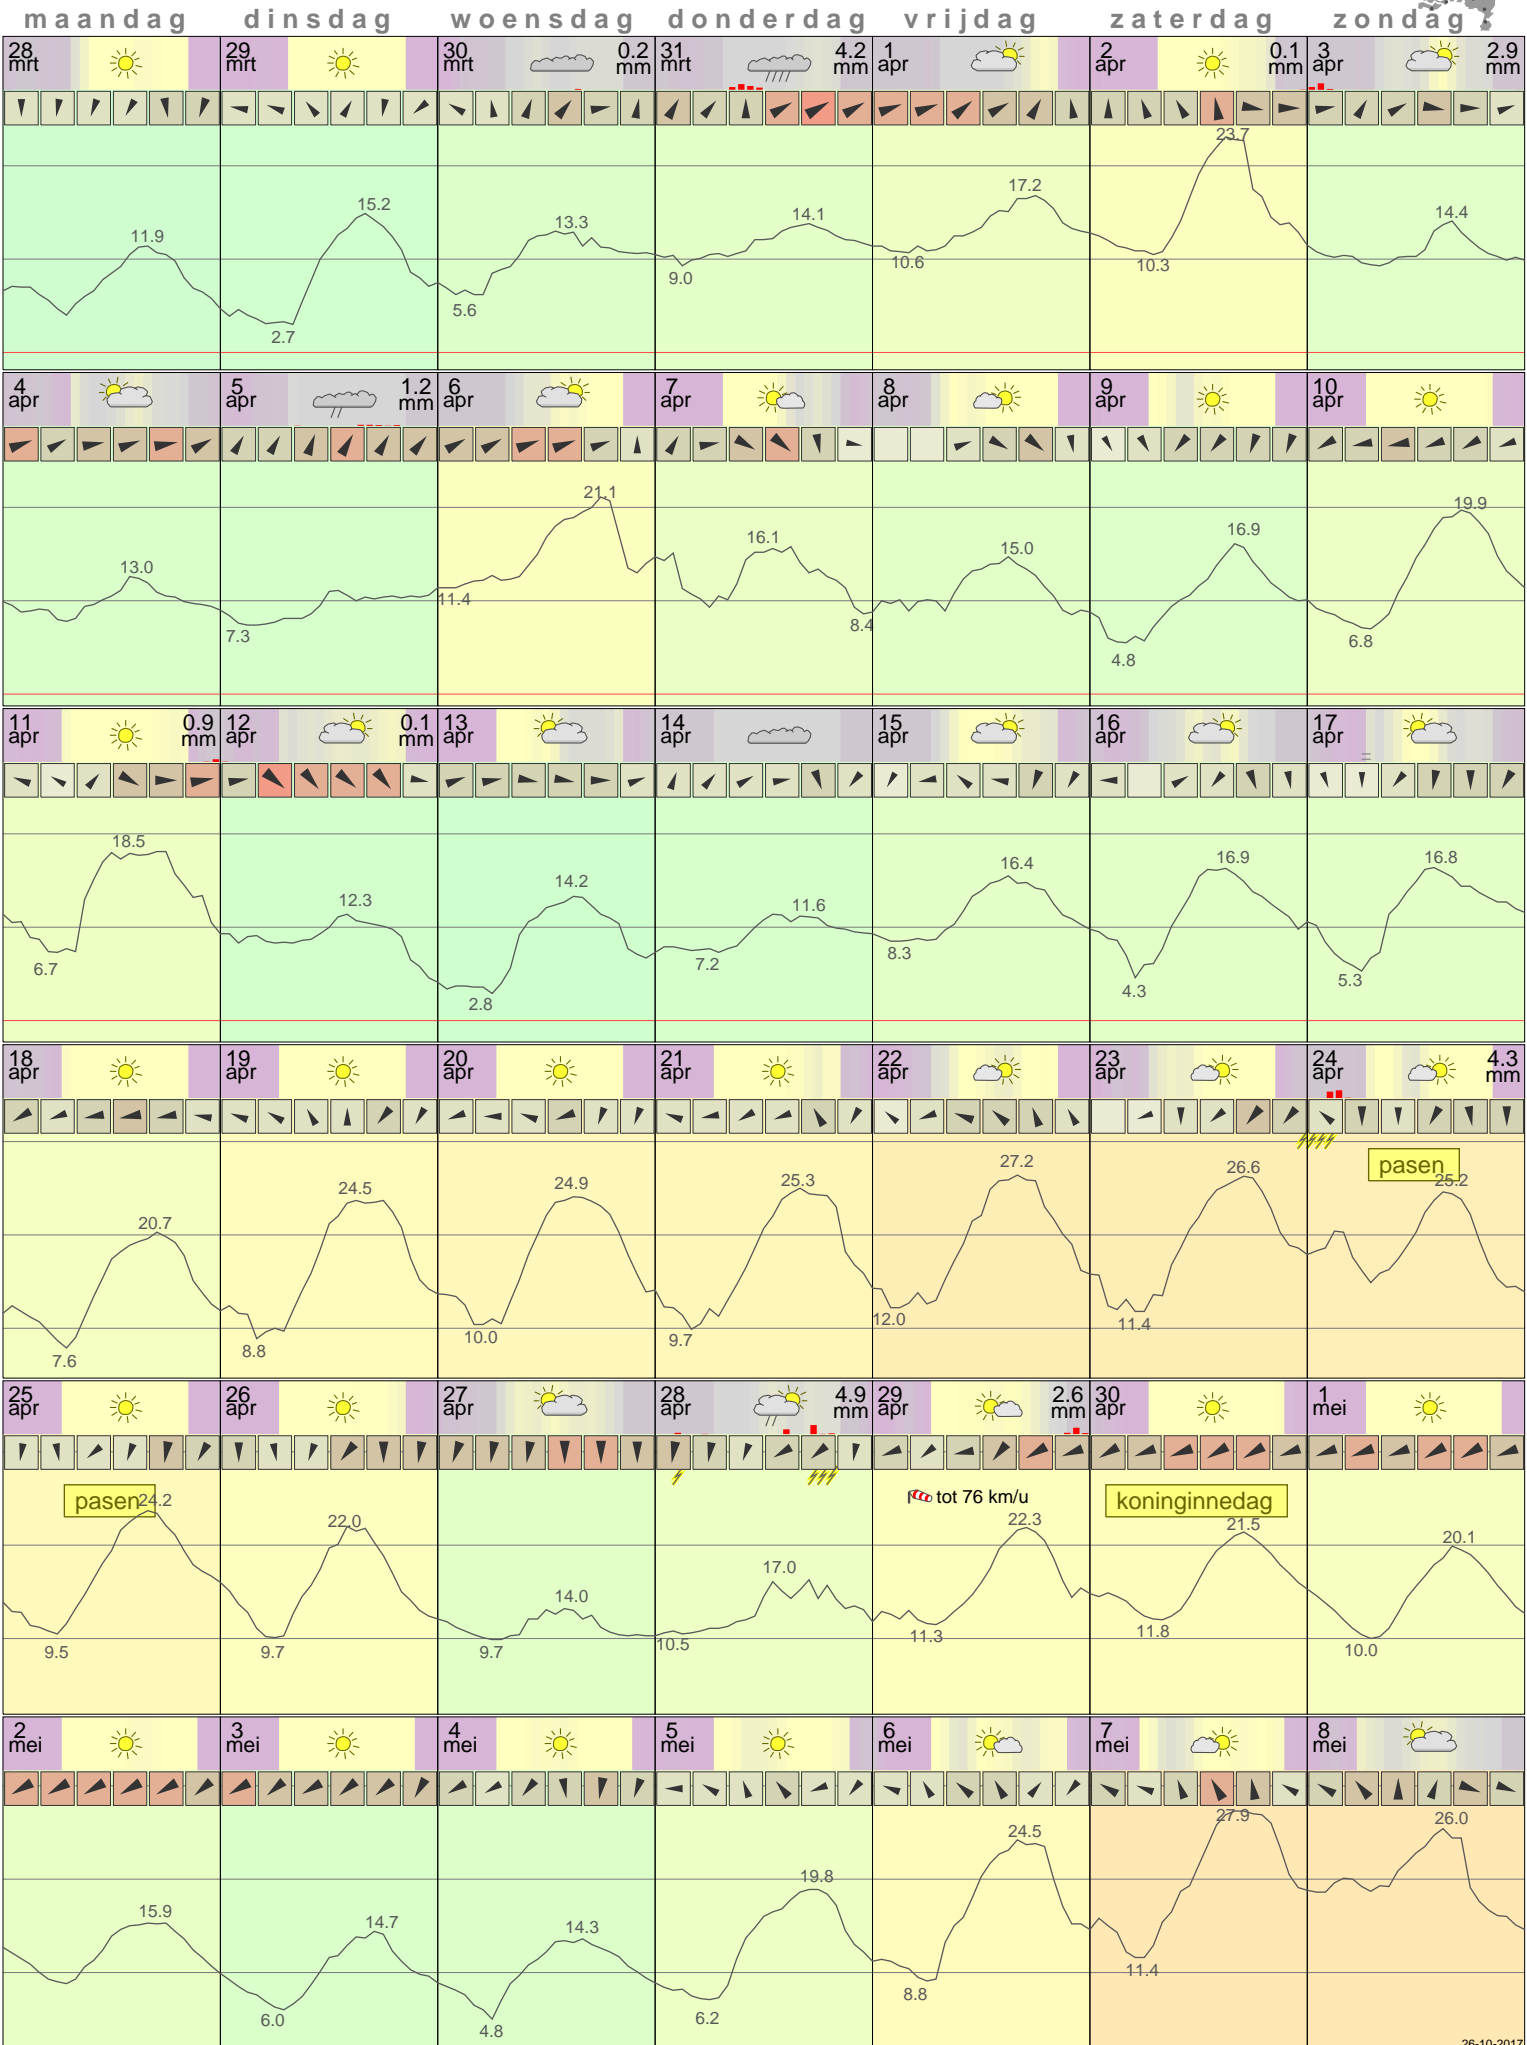 maandag dinsdag woensdag donderdag vrijdag zaterdag zondag
28 29 30 0.2 31 4.2 1 2 0.1 3 2.9
mrt mrt mrt mm mrt mm apr apr mm apr mm
23.7
15.2 17.2
11.9 13.3 14.1 14.4
10.6 10.3
9.0
5.6
2.7
4 5 1.2 6 7 8 9 10
apr apr mm apr apr apr apr apr
21.1 19.9
16.1 16.9
13.0 15.0
11.4
7.3 8.4
4.8 6.8
11 0.9 12 0.1 13 14 15 16 17
apr mm apr mm apr apr apr apr apr
18.5 16.4 16.9 16.8
12.3 14.2 11.6
6.7 7.2 8.3
2.8 4.3 5.3
18 19 20 21 22 23 24 4.3
apr apr apr apr apr apr apr mm
pasen
24.5 24.9 25.3 27.2 26.6 25.2
20.7
12.0 11.4
7.6 8.8 10.0 9.7
25 26 27 28 4.9 29 2.6 30 1
apr apr apr apr mm apr mm apr mei
pasen tot 76 km/u koninginnedag
24.2 22.0 22.3 21.5 20.1
14.0 17.0
9.5 9.7 9.7 10.5 11.3 11.8 10.0
2 3 4 5 6 7 8
mei mei mei mei mei mei mei
24.5 27.9 26.0
15.9 14.7 14.3 19.8
6.0 4.8 6.2 8.8 11.4
26-10-2017